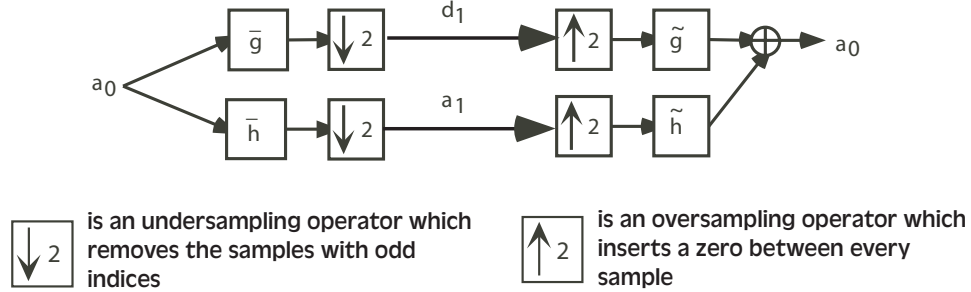 d₁
g̅ ↓ 2 ↑ 2 g̃ a₀
a₀
a₁
h̅ ↓ 2 ↑ 2 h̃
↓ 2 is an undersampling operator which
removes the samples with odd
indices
↑ 2 is an oversampling operator which
inserts a zero between every
sample